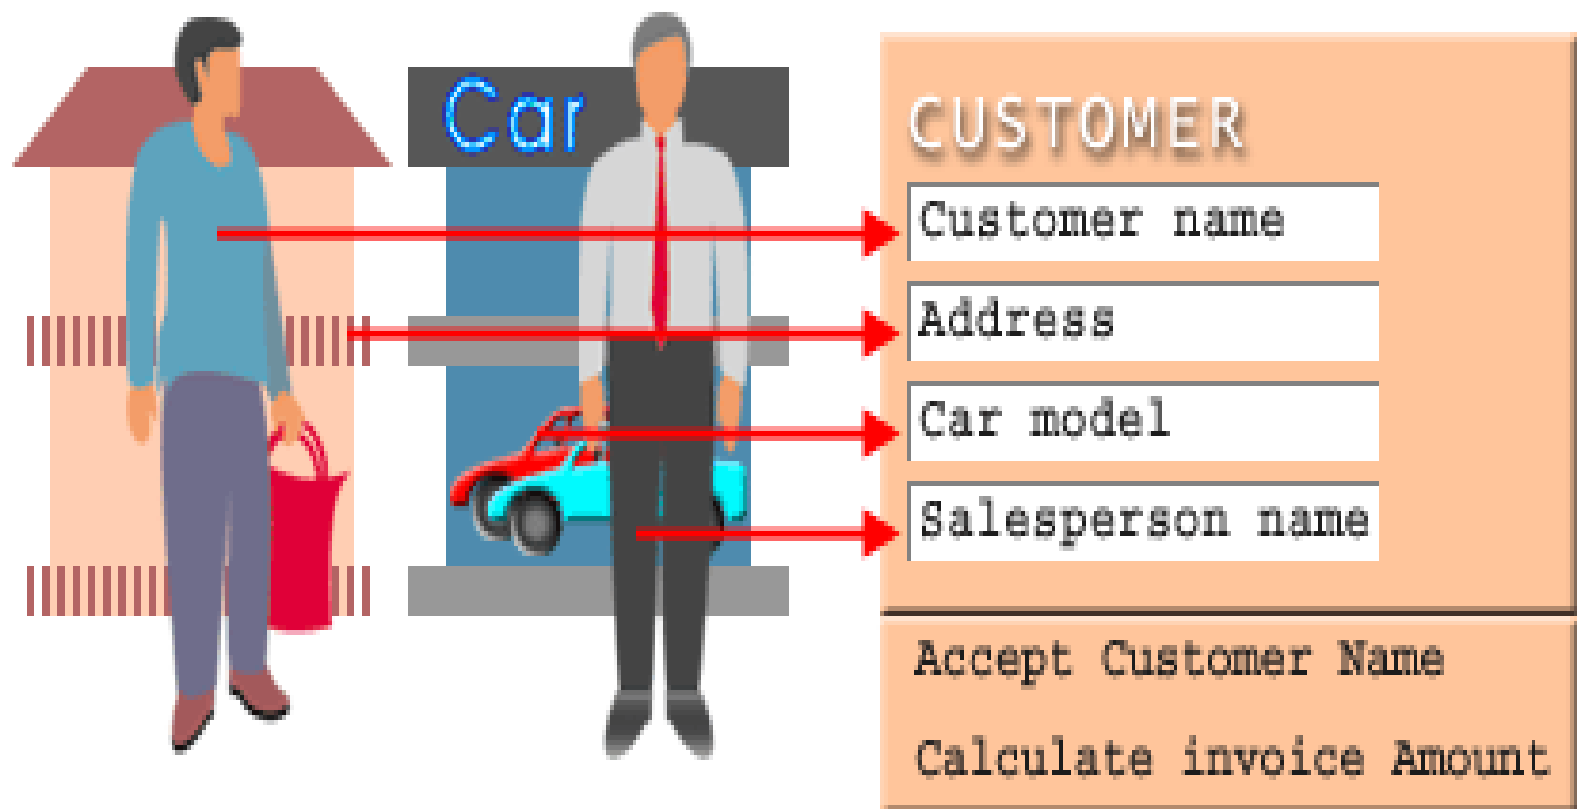 Car
CUSTOMER
Customer name
Address
Car model
Salesperson name
Accept Customer Name
Calculate invoice Amount